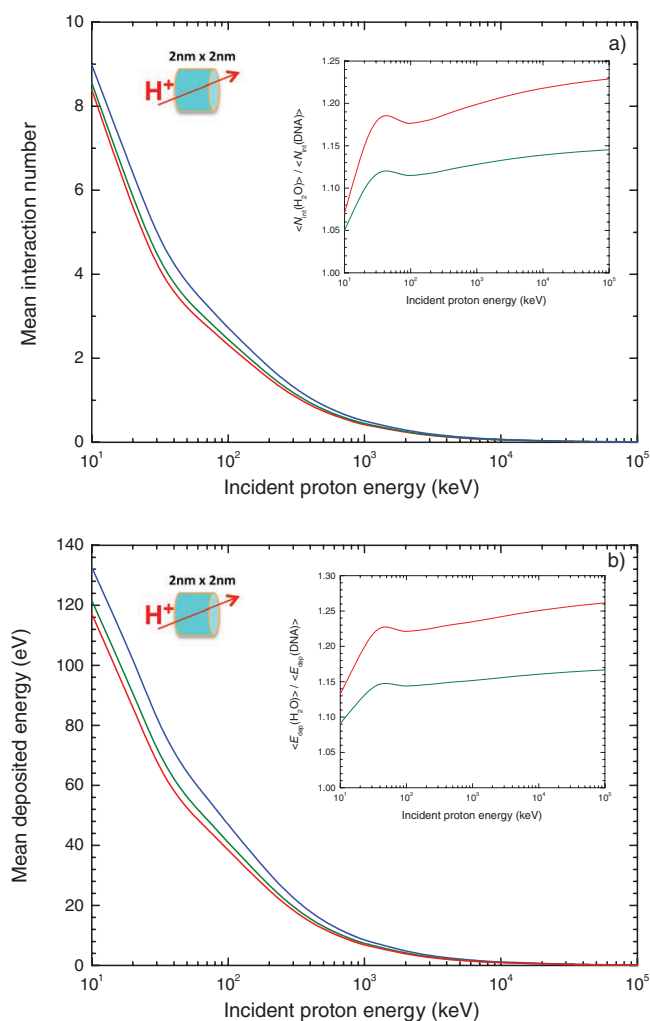 a)
2nm x 2nm
H+
10
8
6
4
2
0
Mean interaction number
10¹ 10² 10³ 10⁴ 10⁵
Incident proton energy (keV)
1.25
1.20
1.15
1.10
1.05
1.00
<N_int(H₂O)> / <N_int(DNA)>
10¹ 10² 10³ 10⁴ 10⁵
Incident proton energy (keV)
b)
2nm x 2nm
H+
140
120
100
80
60
40
20
0
Mean deposited energy (eV)
10¹ 10² 10³ 10⁴ 10⁵
Incident proton energy (keV)
1.30
1.25
1.20
1.15
1.10
1.05
1.00
<E_dep(H₂O)> / <E_dep(DNA)>
10¹ 10² 10³ 10⁴ 10⁵
Incident proton energy (keV)